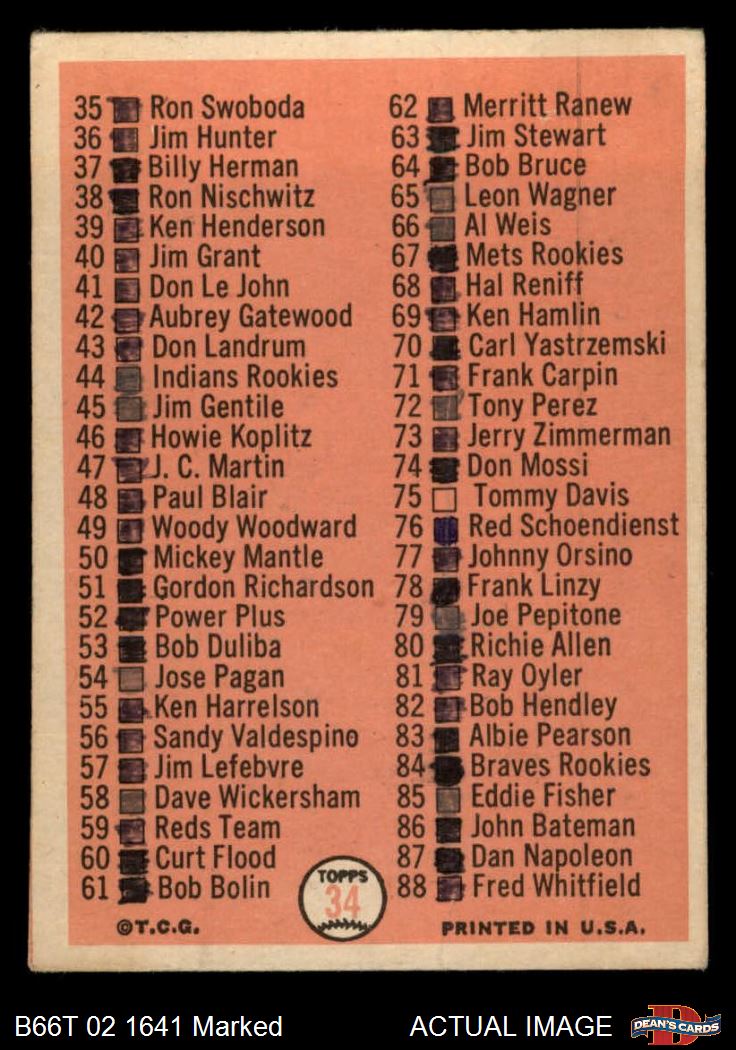 35 Ron Swoboda
36 Jim Hunter
37 Billy Herman
38 Ron Nischwitz
39 Ken Henderson
40 Jim Grant
41 Don Le John
42 Aubrey Gatewood
43 Don Landrum
44 Indians Rookies
45 Jim Gentile
46 Howie Koplitz
47 J. C. Martin
48 Paul Blair
49 Woody Woodward
50 Mickey Mantle
51 Gordon Richardson
52 Power Plus
53 Bob Duliba
54 Jose Pagan
55 Ken Harrelson
56 Sandy Valdespino
57 Jim Lefebvre
58 Dave Wickersham
59 Reds Team
60 Curt Flood
61 Bob Bolin
62 Merritt Ranew
63 Jim Stewart
64 Bob Bruce
65 Leon Wagner
66 Al Weis
67 Mets Rookies
68 Hal Reniff
69 Ken Hamlin
70 Carl Yastrzemski
71 Frank Carpin
72 Tony Perez
73 Jerry Zimmerman
74 Don Mossi
75 Tommy Davis
76 Red Schoendienst
77 Johnny Orsino
78 Frank Linzy
79 Joe Pepitone
80 Richie Allen
81 Ray Oyler
82 Bob Hendley
83 Albie Pearson
84 Braves Rookies
85 Eddie Fisher
86 John Bateman
87 Dan Napoleon
88 Fred Whitfield
TOPPS
34
©T.C.G.
PRINTED IN U.S.A.
B66T 02 1641 Marked
ACTUAL IMAGE
DEAN'S CARDS